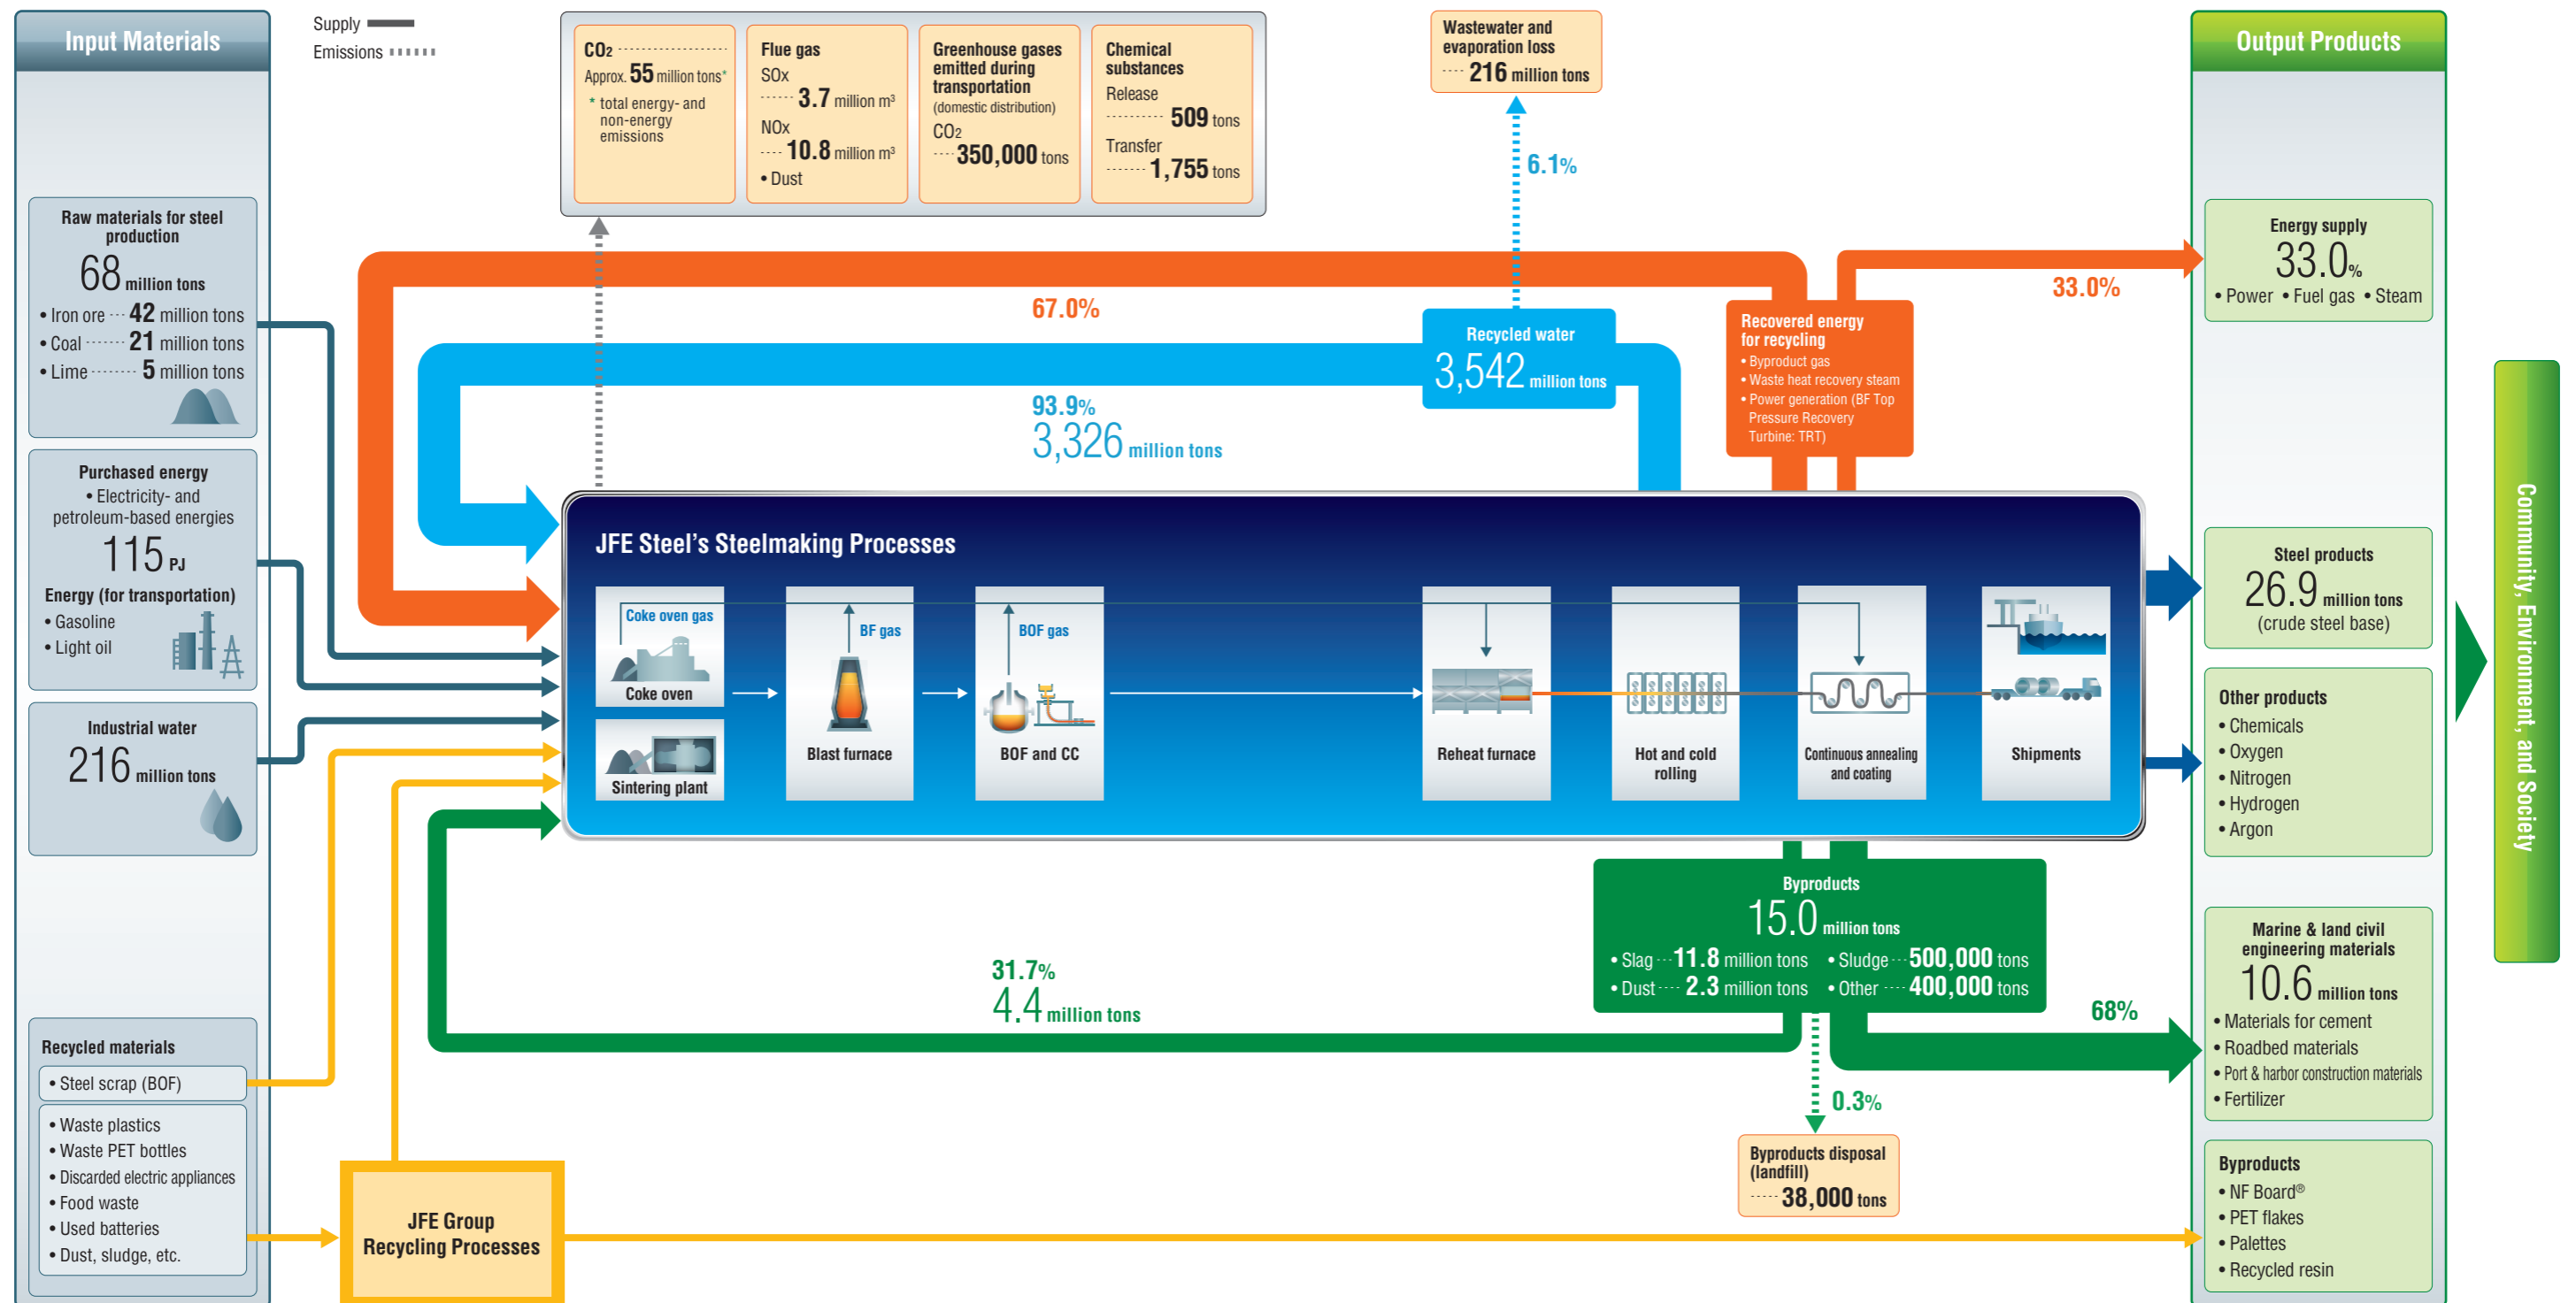 Input Materials
Supply
Emissions
Raw materials for steel
production
68 million tons
• Iron ore ··· 42 million tons
• Coal ······· 21 million tons
• Lime ········ 5 million tons
Purchased energy
• Electricity- and
petroleum-based energies
115 PJ
Energy (for transportation)
• Gasoline
• Light oil
Industrial water
216 million tons
Recycled materials
• Steel scrap (BOF)
• Waste plastics
• Waste PET bottles
• Discarded electric appliances
• Food waste
• Used batteries
• Dust, sludge, etc.
JFE Group
Recycling Processes
CO2 ····················
Approx. 55 million tons*
* total energy- and
non-energy
emissions
Flue gas
SOx
······ 3.7 million m³
NOx
···· 10.8 million m³
• Dust
Greenhouse gases
emitted during
transportation
(domestic distribution)
CO2
···· 350,000 tons
Chemical
substances
Release
·········· 509 tons
Transfer
······· 1,755 tons
Wastewater and
evaporation loss
···· 216 million tons
6.1%
67.0%
Recycled water
3,542 million tons
93.9%
3,326 million tons
Recovered energy
for recycling
• Byproduct gas
• Waste heat recovery steam
• Power generation (BF Top
Pressure Recovery
Turbine: TRT)
33.0%
JFE Steel's Steelmaking Processes
Coke oven gas
Coke oven
Sintering plant
BF gas
Blast furnace
BOF gas
BOF and CC
Reheat furnace
Hot and cold
rolling
Continuous annealing
and coating
Shipments
Byproducts
15.0 million tons
• Slag ··· 11.8 million tons • Sludge ··· 500,000 tons
• Dust ···· 2.3 million tons • Other ···· 400,000 tons
31.7%
4.4 million tons
68%
0.3%
Byproducts disposal
(landfill)
····· 38,000 tons
Output Products
Energy supply
33.0%
• Power • Fuel gas • Steam
Steel products
26.9 million tons
(crude steel base)
Other products
• Chemicals
• Oxygen
• Nitrogen
• Hydrogen
• Argon
Marine & land civil
engineering materials
10.6 million tons
• Materials for cement
• Roadbed materials
• Port & harbor construction materials
• Fertilizer
Byproducts
• NF Board®
• PET flakes
• Palettes
• Recycled resin
Community, Environment, and Society